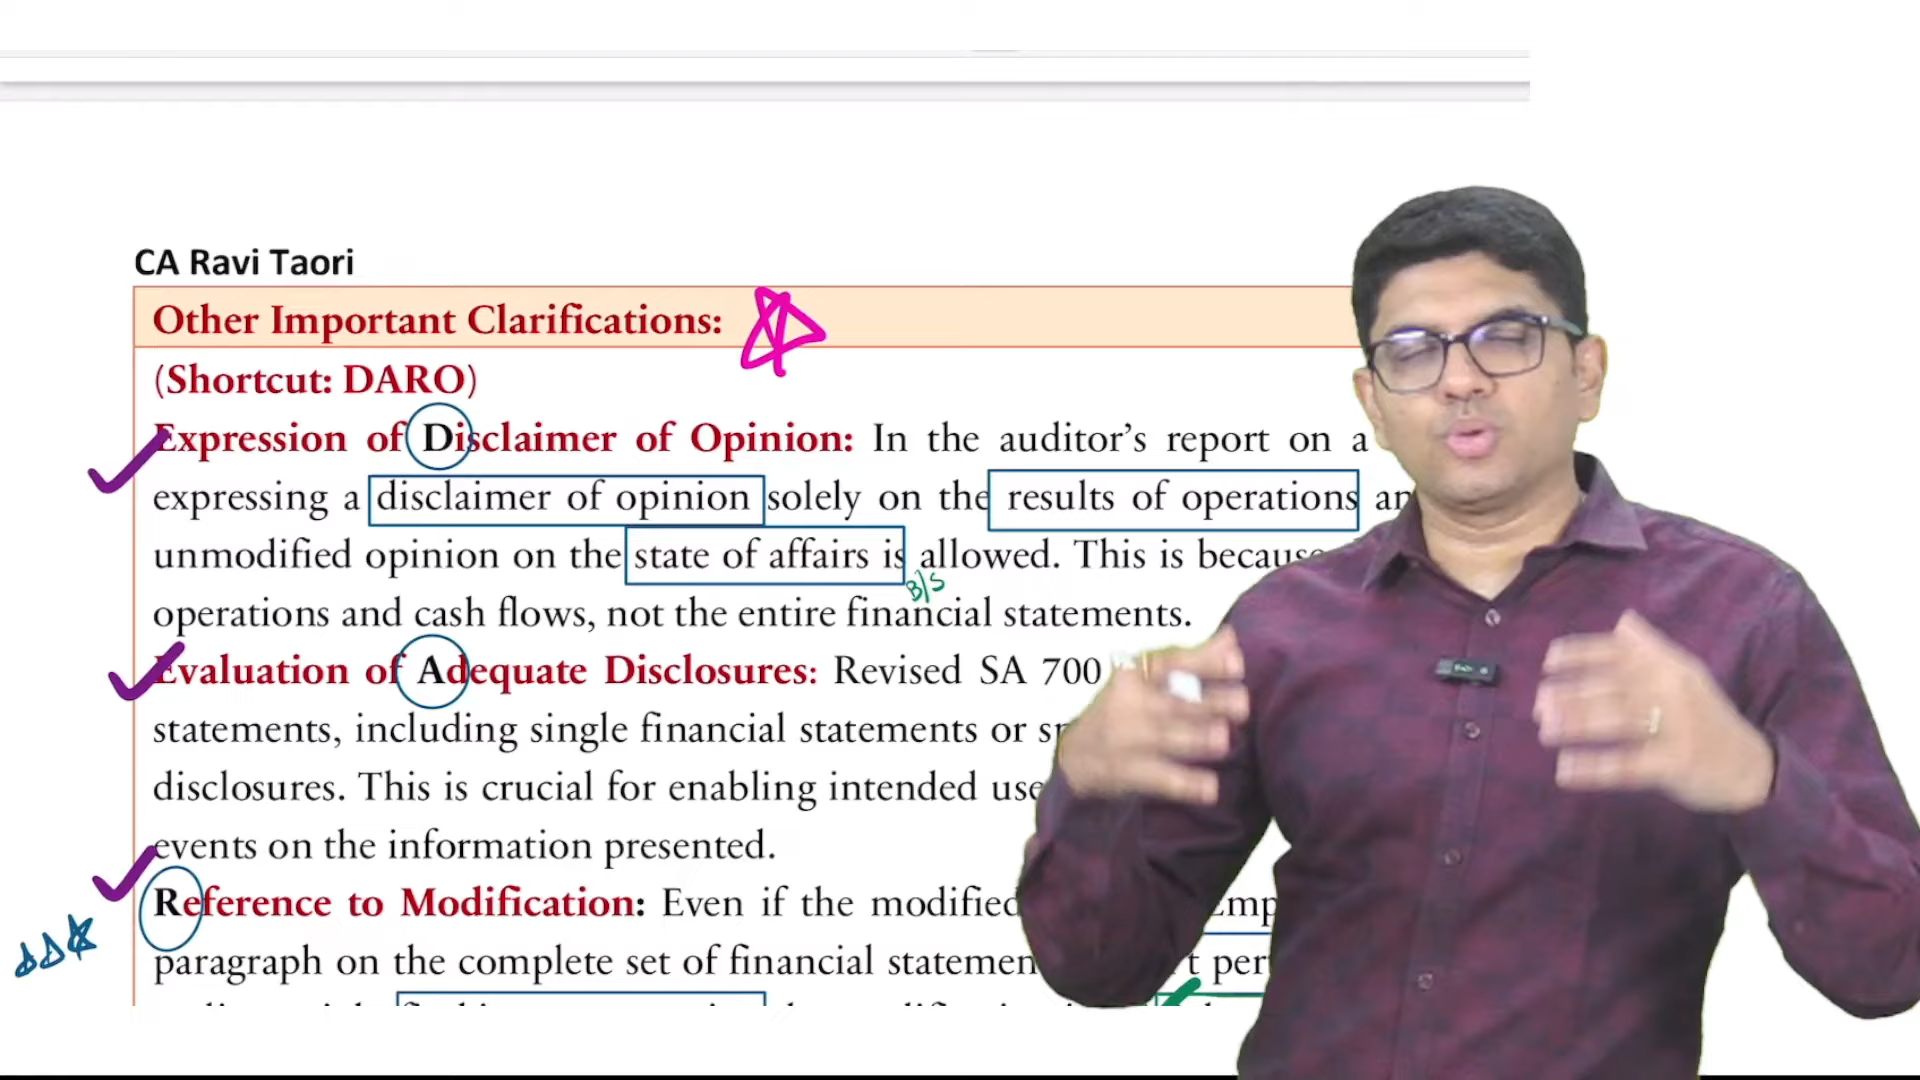 CA Ravi Taori
Other Important Clarifications:
(Shortcut: DARO)
Expression of Disclaimer of Opinion: In the auditor's report on a
expressing a disclaimer of opinion solely on the results of operations
unmodified opinion on the state of affairs is allowed. This is because
B/S
operations and cash flows, not the entire financial statements.
Evaluation of Adequate Disclosures: Revised SA 700
statements, including single financial statements or
disclosures. This is crucial for enabling intended
events on the information presented.
Reference to Modification: Even if the modified
paragraph on the complete set of financial